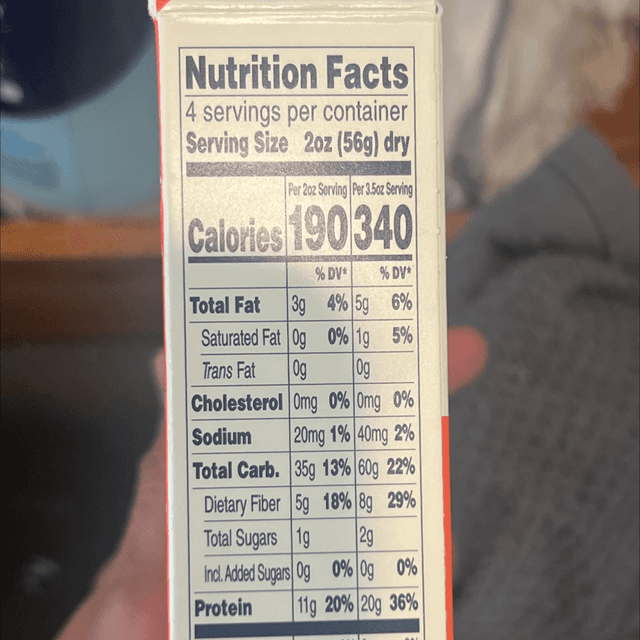 Nutrition Facts
4 servings per container
Serving Size 2oz (56g) dry
Per 2oz Serving Per 3.5oz Serving
Calories 190 340
% DV* % DV*
Total Fat 3g 4% 5g 6%
Saturated Fat 0g 0% 1g 5%
Trans Fat 0g 0g
Cholesterol 0mg 0% 0mg 0%
Sodium 20mg 1% 40mg 2%
Total Carb. 35g 13% 60g 22%
Dietary Fiber 5g 18% 8g 29%
Total Sugars 1g 2g
Incl. Added Sugars 0g 0% 0g 0%
Protein 11g 20% 20g 36%